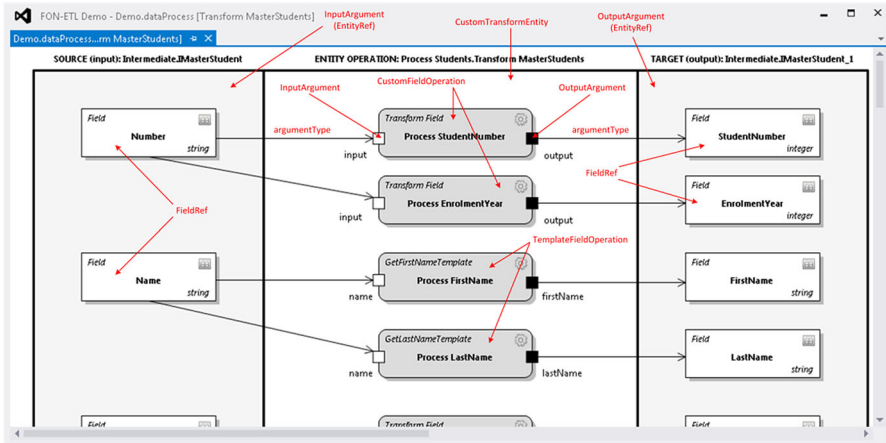 FON-ETL Demo - Demo.dataProcess [Transform MasterStudents]
InputArgument
(EntityRef)
CustomTransformEntity
OutputArgument
(EntityRef)
Demo.dataProcess...rm MasterStudents]
SOURCE (input): Intermediate.IMasterStudent
ENTITY OPERATION: Process Students.Transform MasterStudents
TARGET (output): Intermediate.IMasterStudent_1
InputArgument
CustomFieldOperation
OutputArgument
Field
Number
string
argumentType
input
Transform Field
Process StudentNumber
output
argumentType
Field
StudentNumber
integer
FieldRef
input
Transform Field
Process EnrolmentYear
output
FieldRef
Field
EnrolmentYear
integer
TemplateFieldOperation
Field
Name
string
name
GetFirstNameTemplate
Process FirstName
firstName
Field
FirstName
string
name
GetLastNameTemplate
Process LastName
lastName
Field
LastName
string
Field
Transform Field
Field